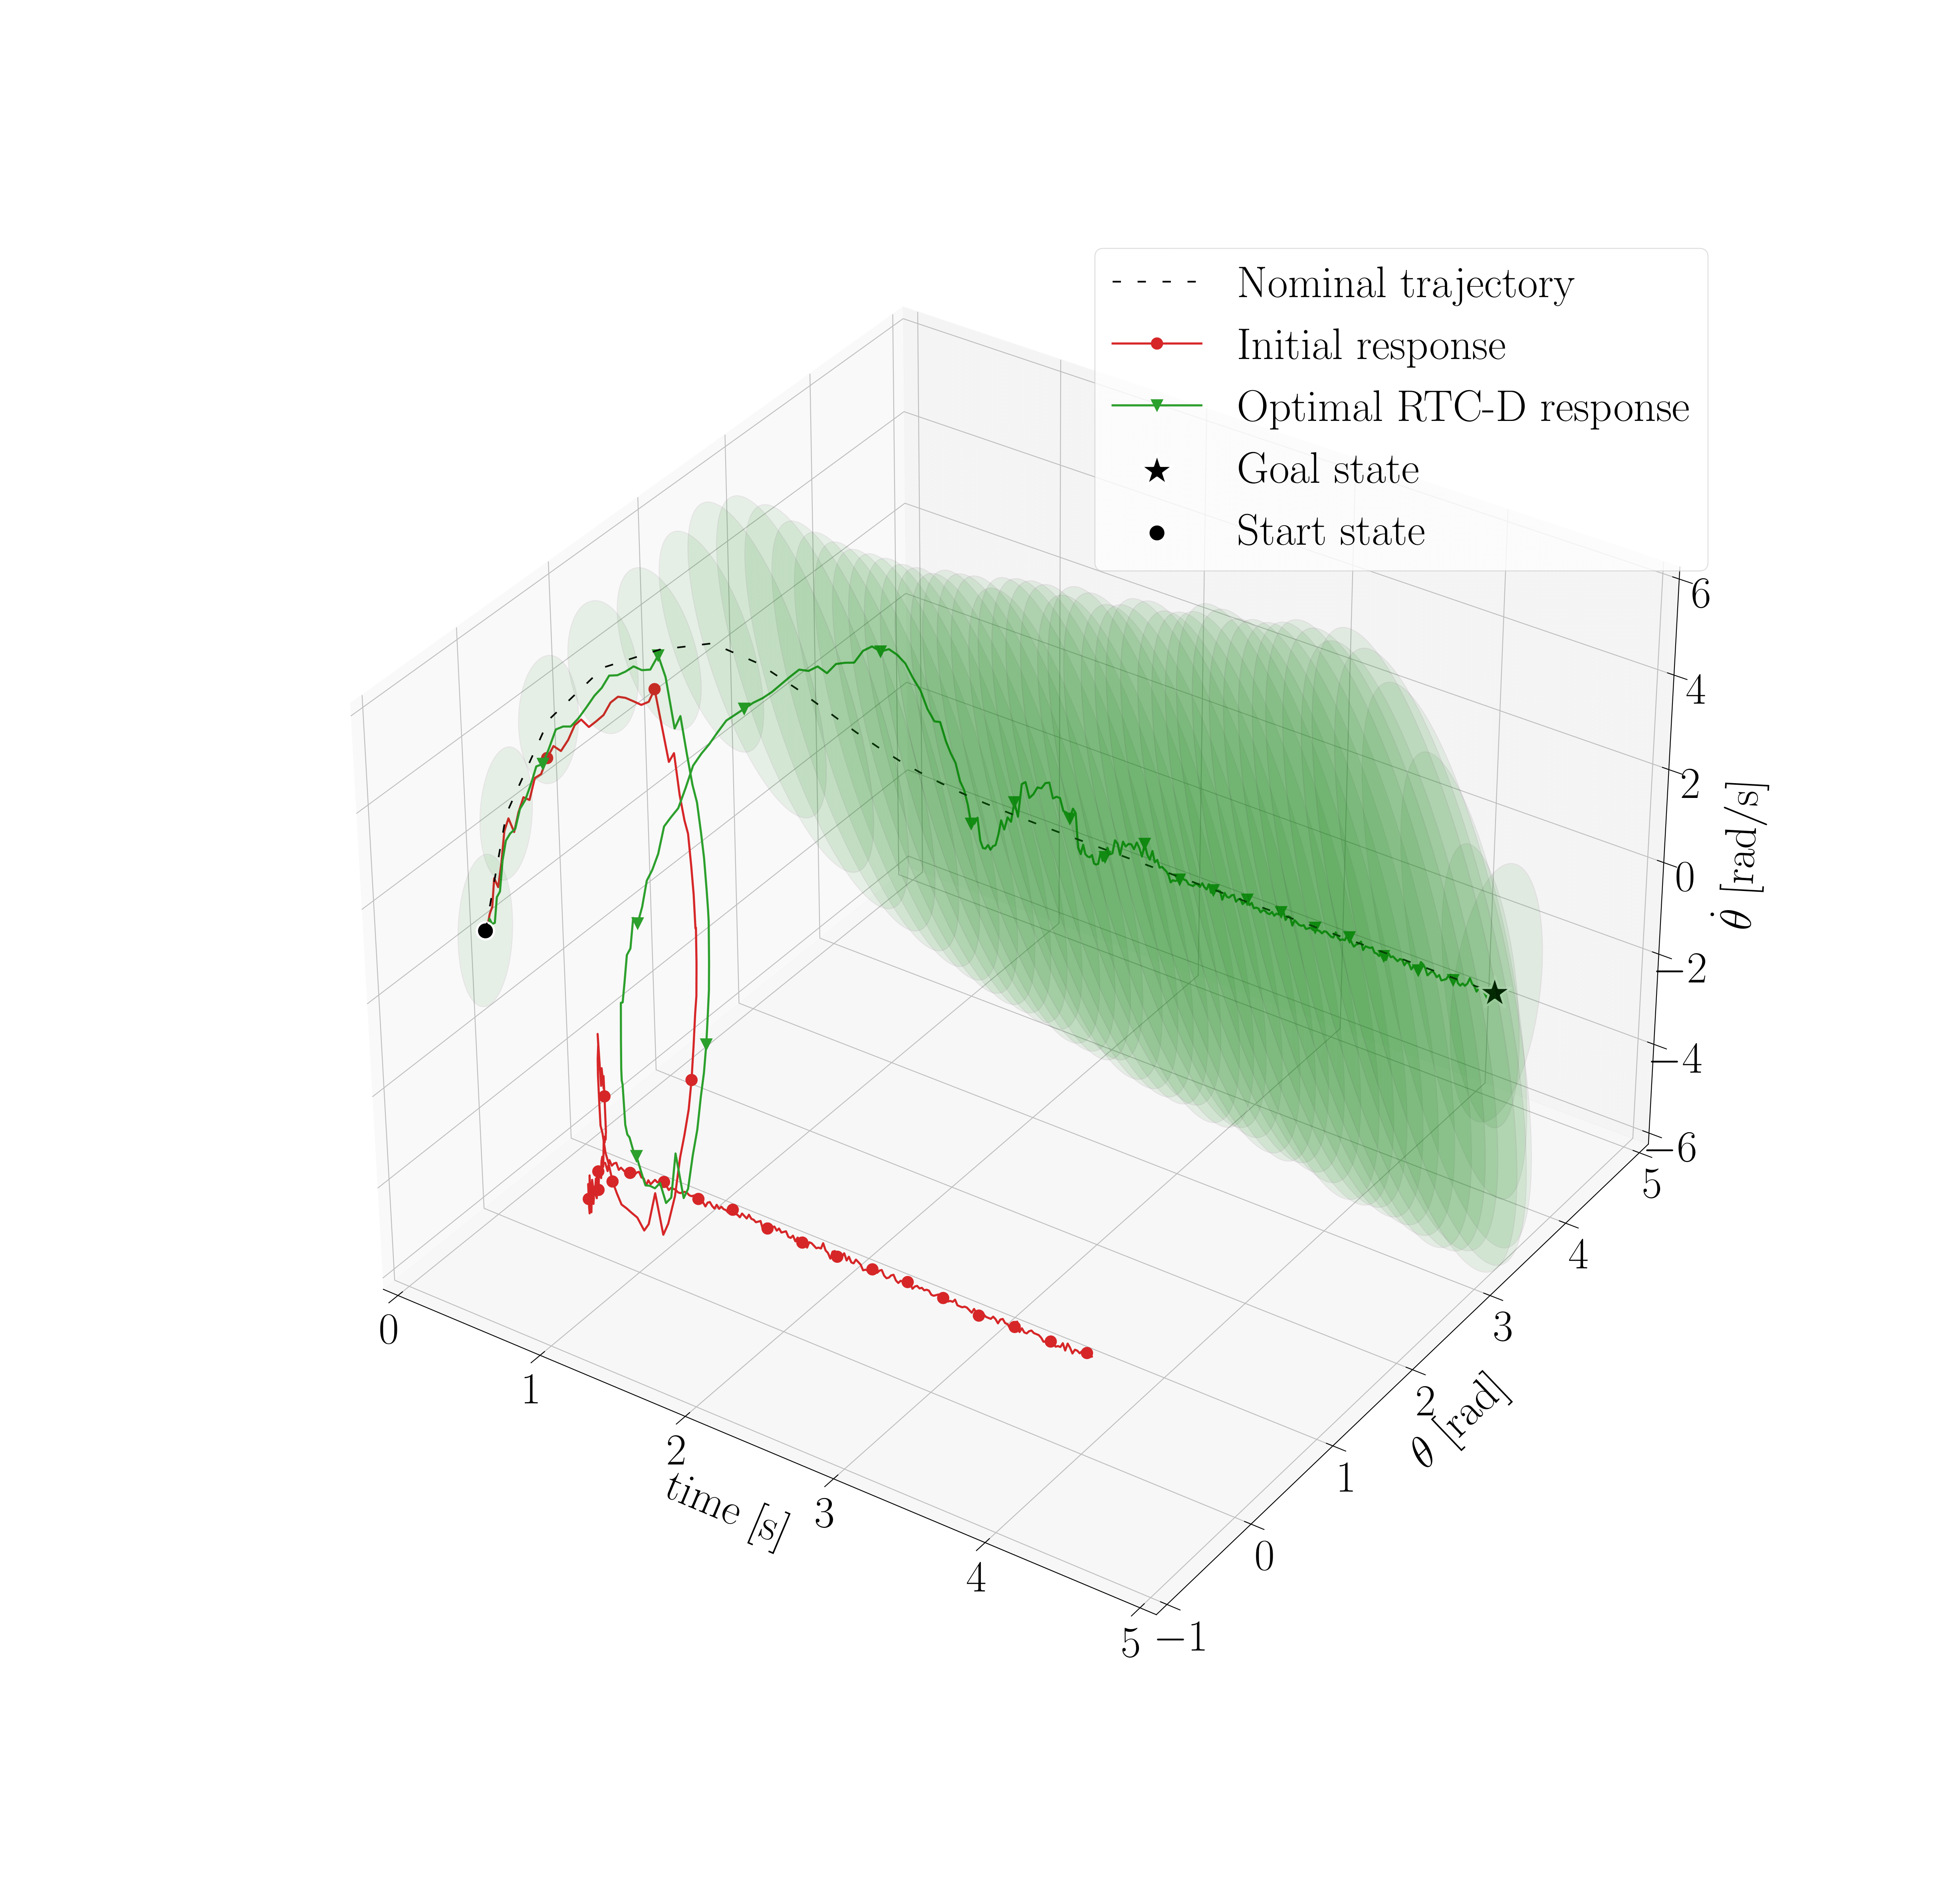 Nominal trajectory
Initial response
Optimal RTC-D response
Goal state
Start state
6
4
2
0
−2
−4
−6
θ̇ [rad/s]
5
4
3
2
1
0
−1
θ [rad]
0
1
2
3
4
5
time [s]